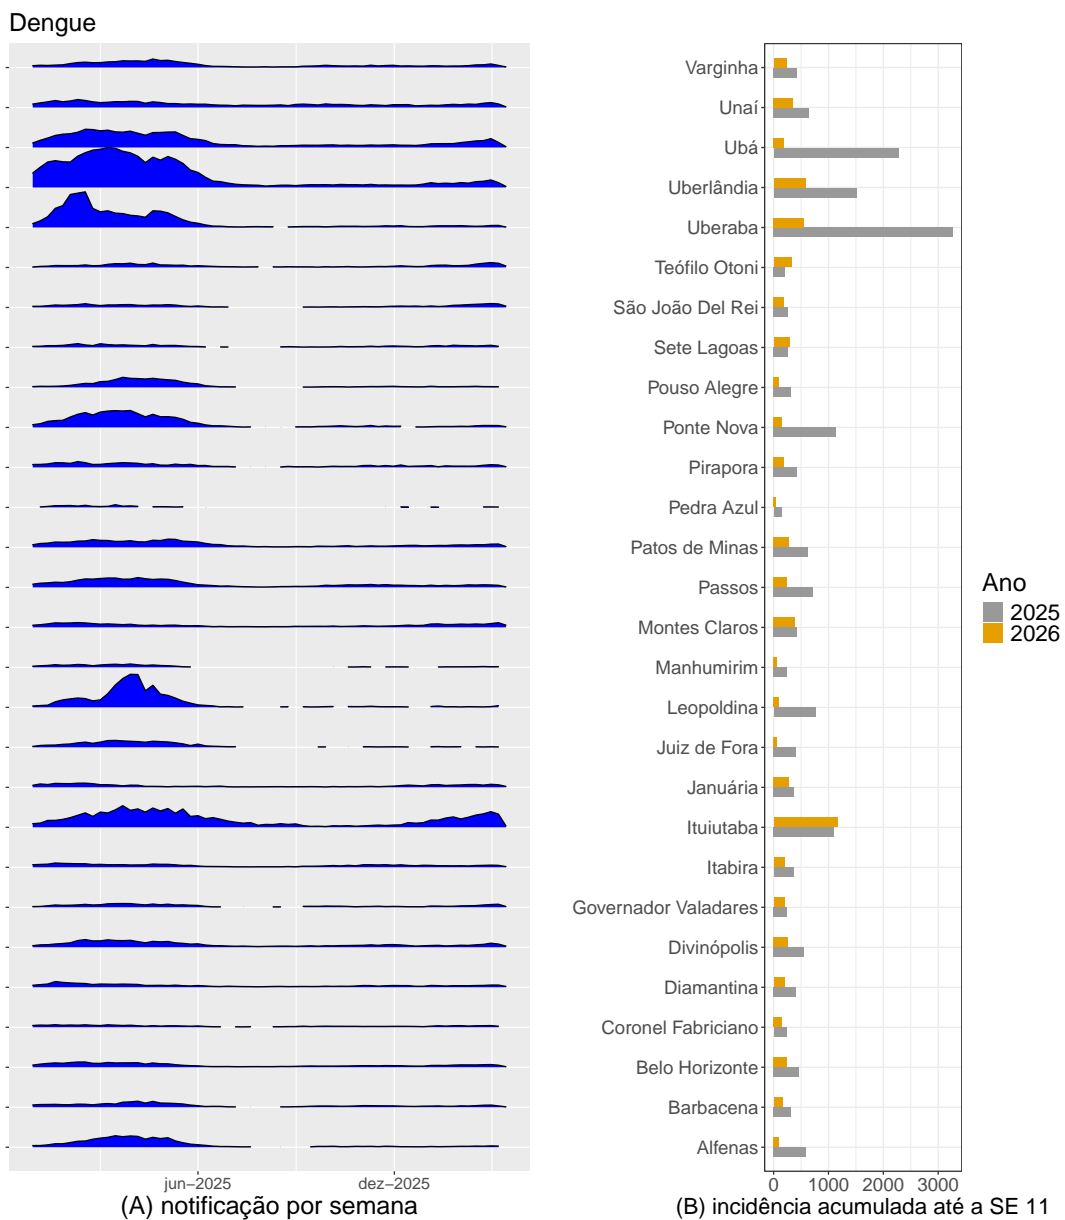 Dengue
Varginha
Unaí
Ubá
Uberlândia
Uberaba
Teófilo Otoni
São João Del Rei
Sete Lagoas
Pouso Alegre
Ponte Nova
Pirapora
Pedra Azul
Patos de Minas
Passos
Montes Claros
Manhumirim
Leopoldina
Juiz de Fora
Januária
Ituiutaba
Itabira
Governador Valadares
Divinópolis
Diamantina
Coronel Fabriciano
Belo Horizonte
Barbacena
Alfenas
Ano
2025
2026
jun−2025 dez−2025
0 1000 2000 3000
(A) notificação por semana
(B) incidência acumulada até a SE 11